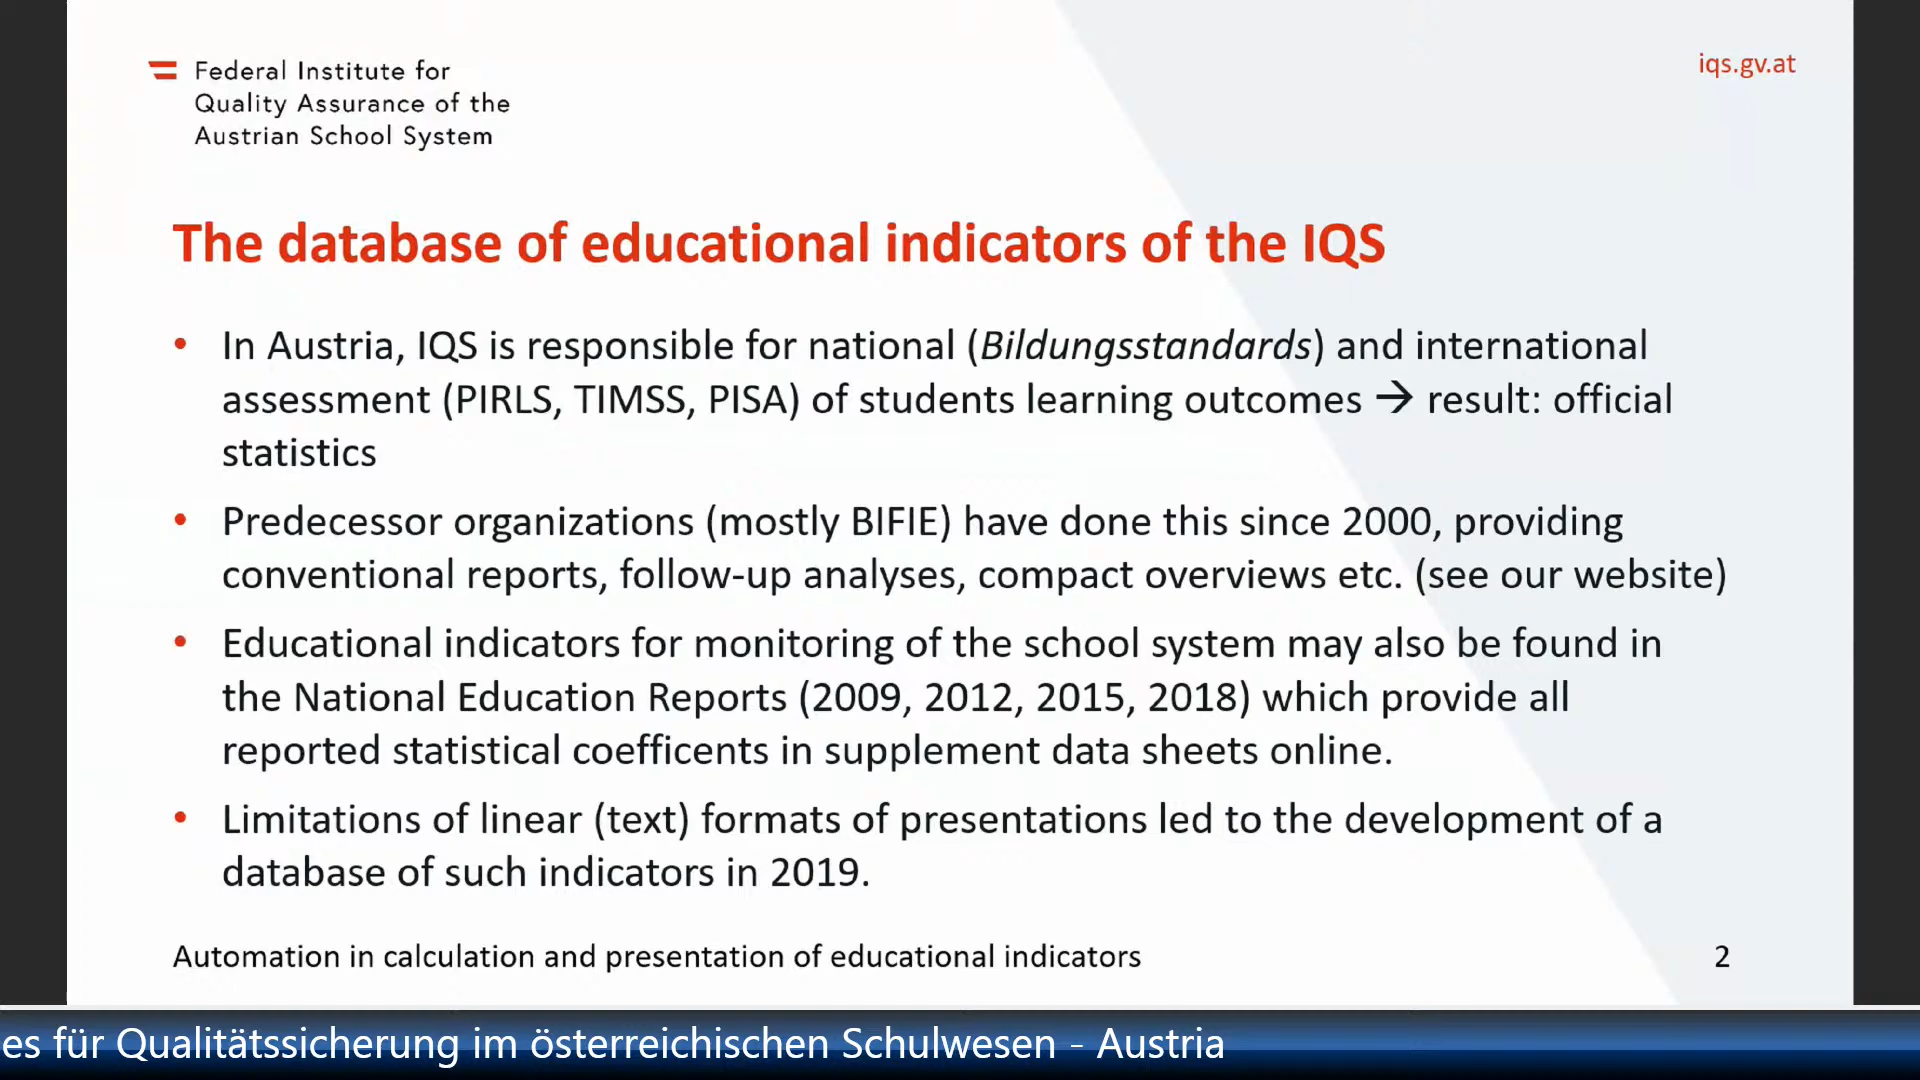 Federal Institute for
Quality Assurance of the
Austrian School System
iqs.gv.at
The database of educational indicators of the IQS
• In Austria, IQS is responsible for national (Bildungsstandards) and international
assessment (PIRLS, TIMSS, PISA) of students learning outcomes → result: official
statistics
• Predecessor organizations (mostly BIFIE) have done this since 2000, providing
conventional reports, follow-up analyses, compact overviews etc. (see our website)
• Educational indicators for monitoring of the school system may also be found in
the National Education Reports (2009, 2012, 2015, 2018) which provide all
reported statistical coefficents in supplement data sheets online.
• Limitations of linear (text) formats of presentations led to the development of a
database of such indicators in 2019.
Automation in calculation and presentation of educational indicators
2
es für Qualitätssicherung im österreichischen Schulwesen - Austria